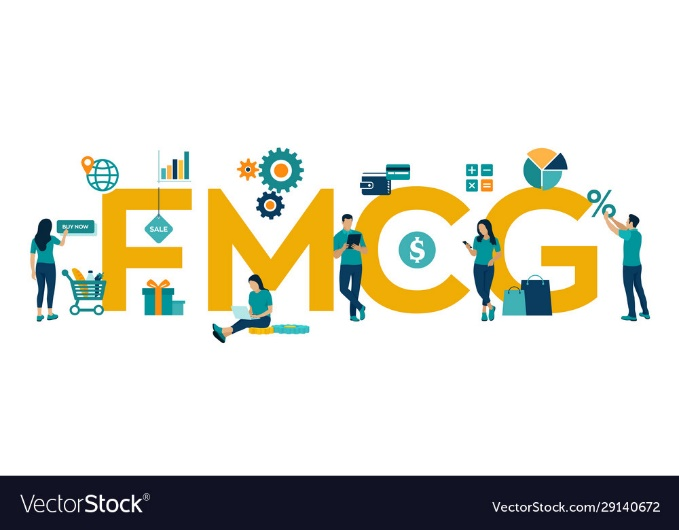 FMCG
BUY NOW
SALE
$
%
VectorStock®
VectorStock.com/29140672